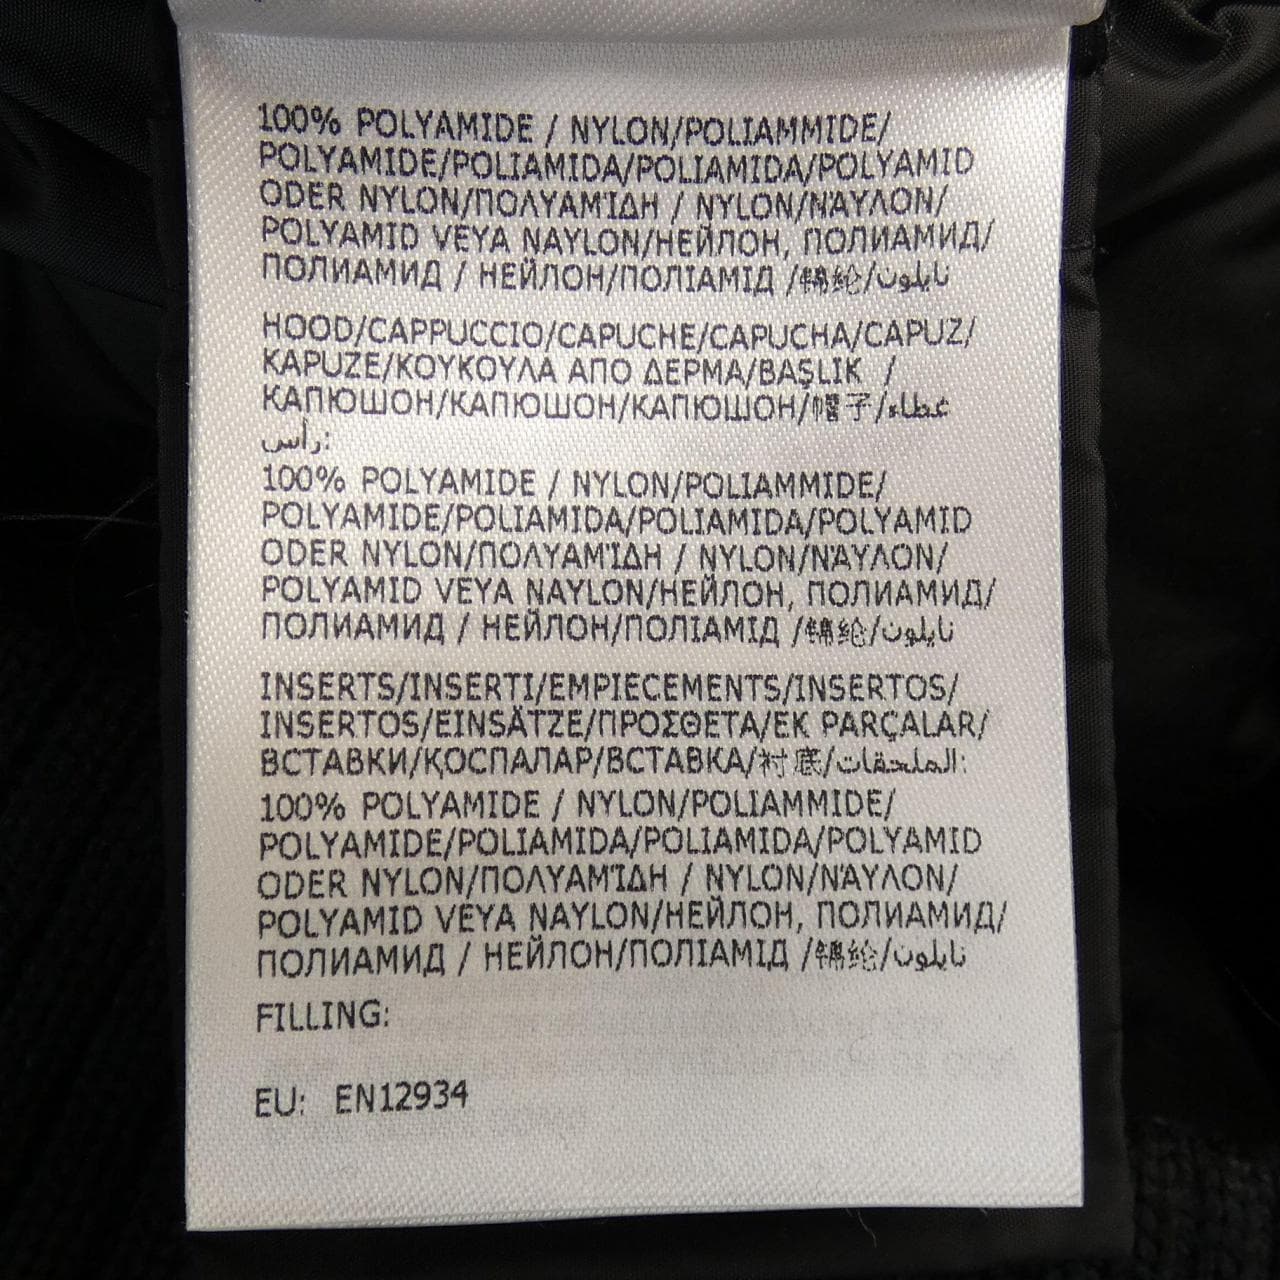 100% POLYAMIDE / NYLON/POLIAMMIDE/
POLYAMIDE/POLIAMIDA/POLIAMIDA/POLYAMID
ODER NYLON/ΠΟΛΥΑΜΊΔΗ / NYLON/ΝΆΥΛΟΝ/
POLYAMID VEYA NAYLON/НЕЙЛОН, ПОЛИАМИД/
ПОЛИАМИД / НЕЙЛОН/ПОЛІАМІД /锦纶/نايلون
HOOD/CAPPUCCIO/CAPUCHE/CAPUCHA/CAPUZ/
KAPUZE/ΚΟΥΚΟΥΛΑ ΑΠΟ ΔΕΡΜΑ/BAŞLIK /
КАПЮШОН/КАПЮШОН/КАПЮШОН/帽子/غطاء
رأس:
100% POLYAMIDE / NYLON/POLIAMMIDE/
POLYAMIDE/POLIAMIDA/POLIAMIDA/POLYAMID
ODER NYLON/ΠΟΛΥΑΜΊΔΗ / NYLON/ΝΆΥΛΟΝ/
POLYAMID VEYA NAYLON/НЕЙЛОН, ПОЛИАМИД/
ПОЛИАМИД / НЕЙЛОН/ПОЛІАМІД /锦纶/نايلون
INSERTS/INSERTI/EMPIECEMENTS/INSERTOS/
INSERTOS/EINSÄTZE/ΠΡΟΣΘΕΤΑ/EK PARÇALAR/
ВСТАВКИ/ҚОСПАЛАР/ВСТАВКА/衬底/الملحقات:
100% POLYAMIDE / NYLON/POLIAMMIDE/
POLYAMIDE/POLIAMIDA/POLIAMIDA/POLYAMID
ODER NYLON/ΠΟΛΥΑΜΊΔΗ / NYLON/ΝΆΥΛΟΝ/
POLYAMID VEYA NAYLON/НЕЙЛОН, ПОЛИАМИД/
ПОЛИАМИД / НЕЙЛОН/ПОЛІАМІД /锦纶/نايلون
FILLING:
EU: EN12934